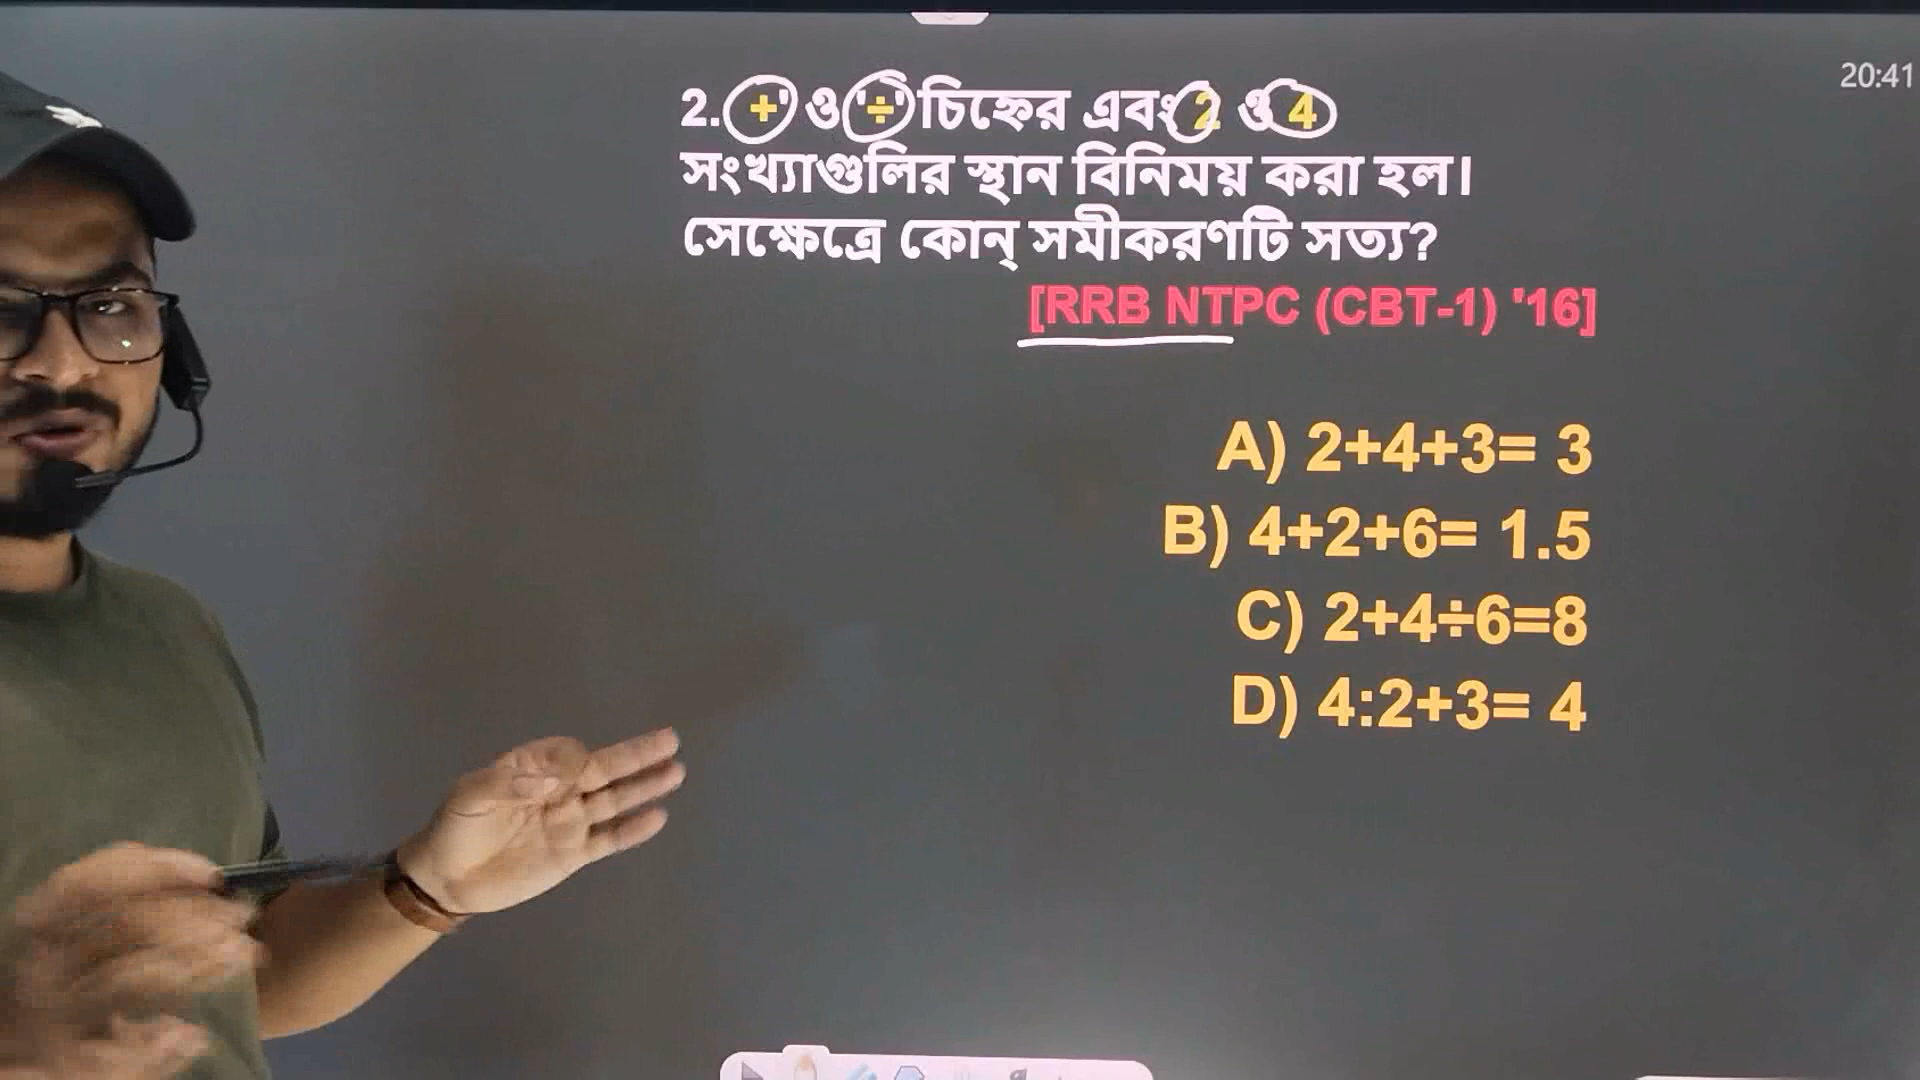 20:41
2. '+' ও '÷' চিহ্নের এবং 2 ও 4
সংখ্যাগুলির স্থান বিনিময় করা হল।
সেক্ষেত্রে কোন্ সমীকরণটি সত্য?
[RRB NTPC (CBT-1) '16]
A) 2+4+3= 3
B) 4+2+6= 1.5
C) 2+4÷6=8
D) 4:2+3= 4